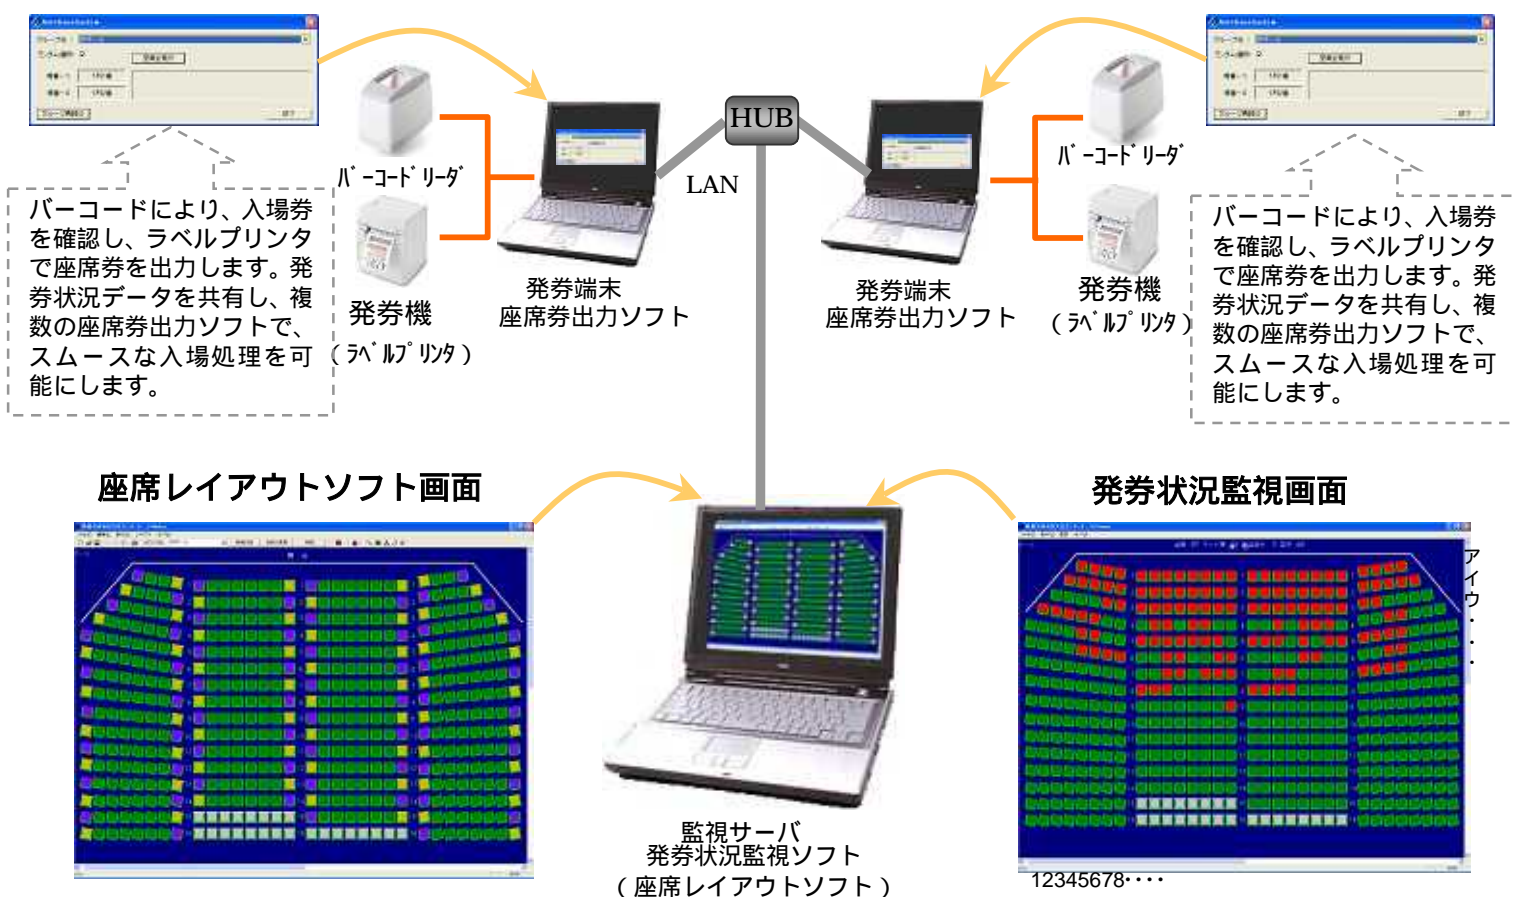 HUB
LAN
バーコードリーダ
バーコードリーダ
バーコードにより、入場券
を確認し、ラベルプリンタ
で座席券を出力します。発
券状況データを共有し、複
数の座席券出力ソフトで、
スムースな入場処理を可
能にします。
発券機
(ラベルプリンタ)
発券端末
座席券出力ソフト
発券端末
座席券出力ソフト
発券機
(ラベルプリンタ)
バーコードにより、入場券
を確認し、ラベルプリンタ
で座席券を出力します。発
券状況データを共有し、複
数の座席券出力ソフトで、
スムースな入場処理を可
能にします。
座席レイアウトソフト画面
発券状況監視画面
アイウ・・・
監視サーバ
発券状況監視ソフト
(座席レイアウトソフト)
12345678・・・・